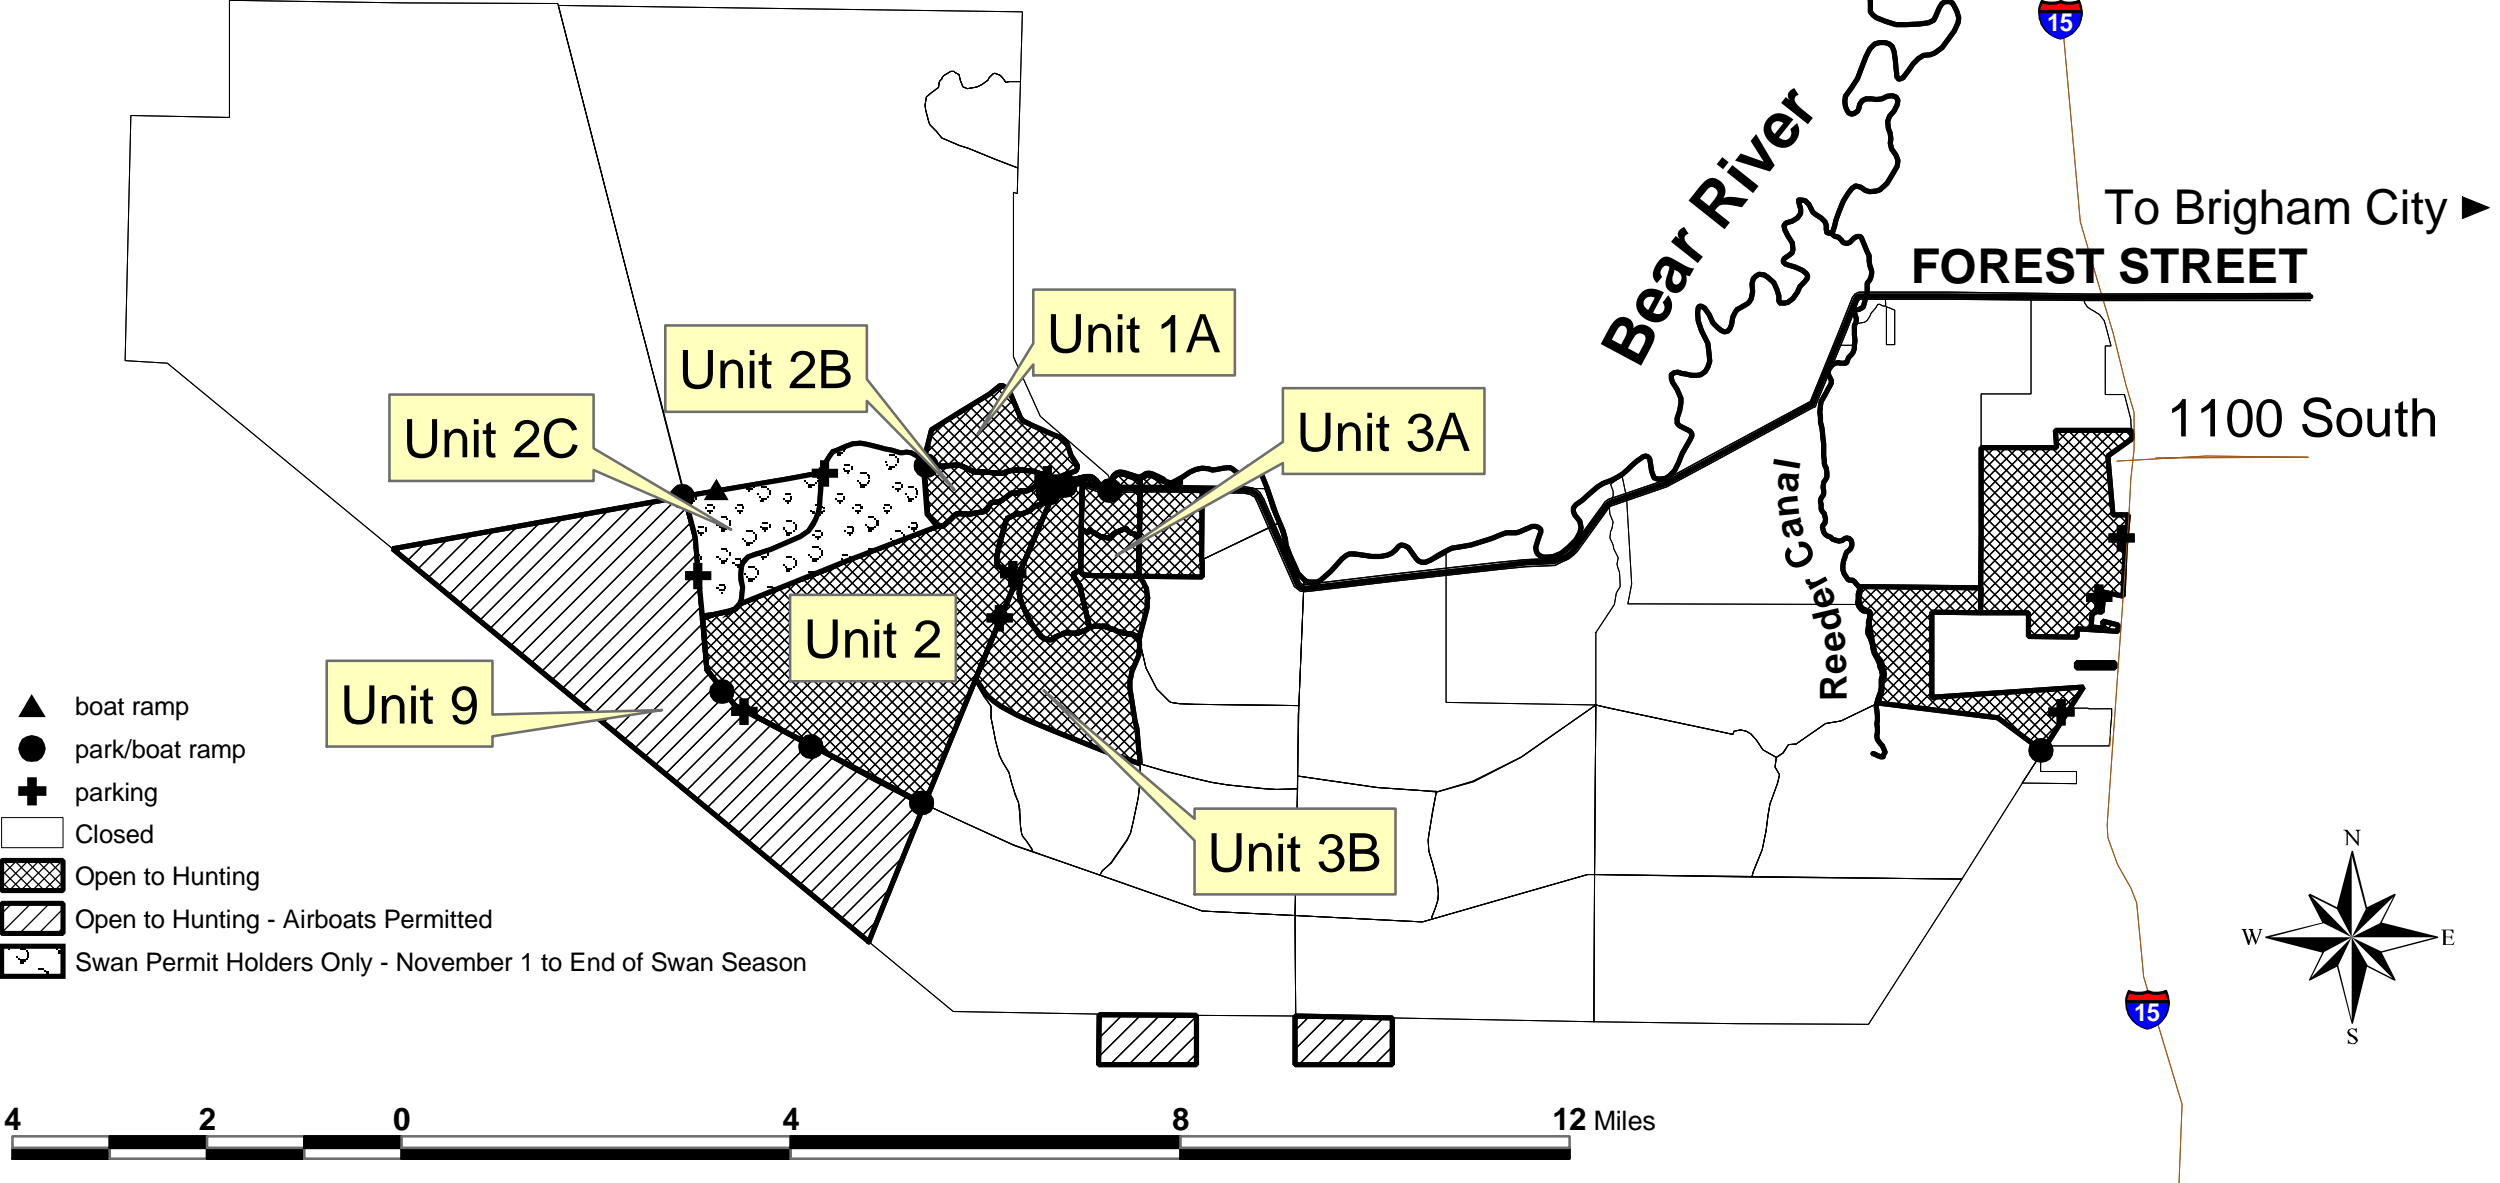 15
Bear River
To Brigham City
FOREST STREET
Unit 1A
Unit 2B
Unit 2C
Unit 3A
1100 South
Reeder Canal
Unit 2
Unit 9
Unit 3B
boat ramp
park/boat ramp
parking
Closed
Open to Hunting
Open to Hunting - Airboats Permitted
Swan Permit Holders Only - November 1 to End of Swan Season
N
W
E
S
15
4 2 0 4 8 12 Miles